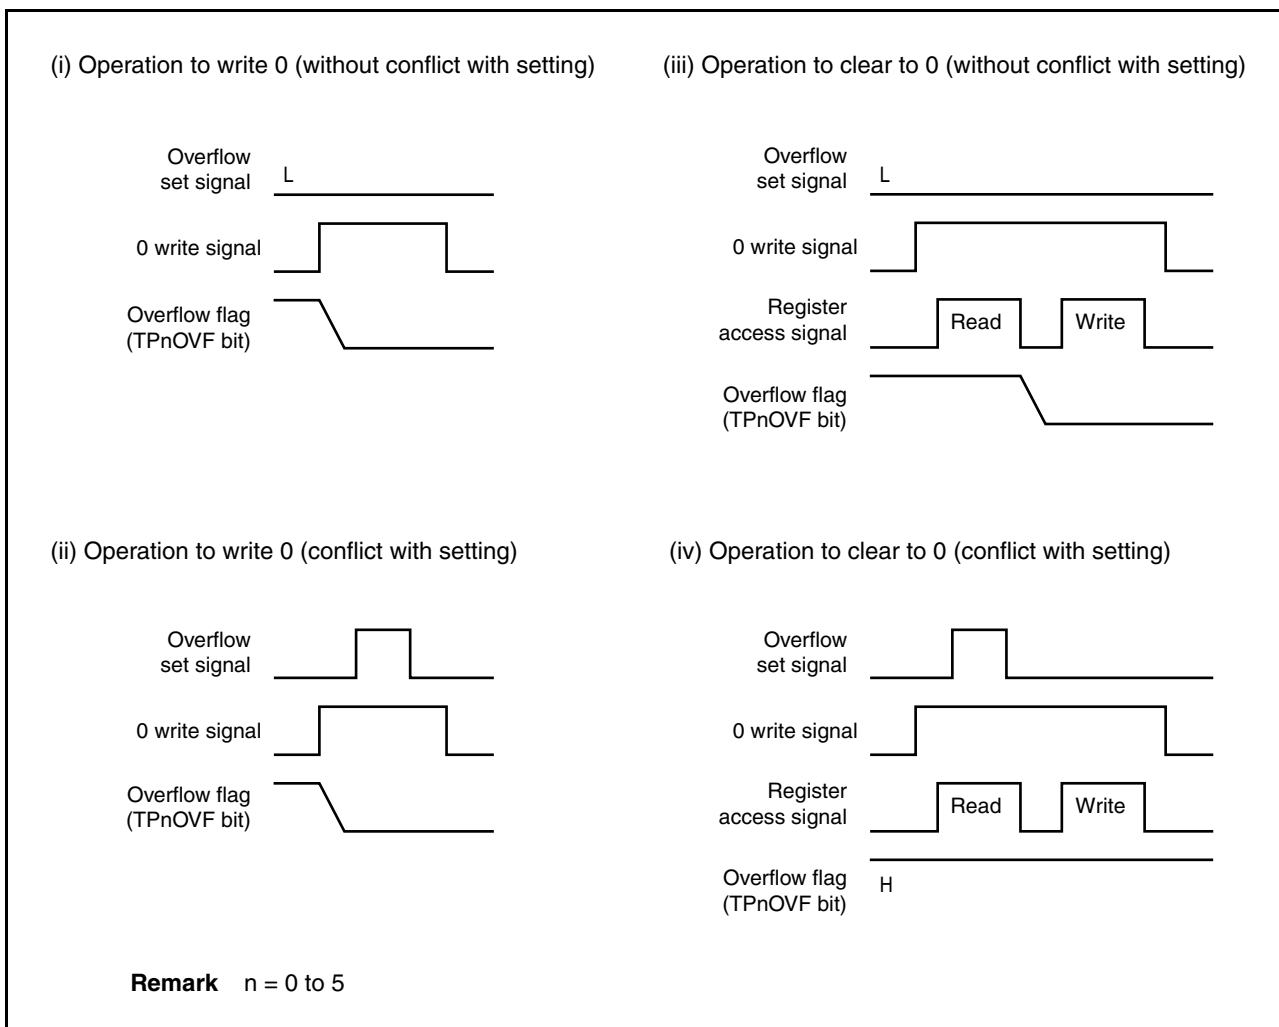 (i) Operation to write 0 (without conflict with setting)
Overflow
set signal
L
0 write signal
Overflow flag
(TPnOVF bit)
(iii) Operation to clear to 0 (without conflict with setting)
Overflow
set signal
L
0 write signal
Register
access signal
Read
Write
Overflow flag
(TPnOVF bit)
(ii) Operation to write 0 (conflict with setting)
Overflow
set signal
0 write signal
Overflow flag
(TPnOVF bit)
(iv) Operation to clear to 0 (conflict with setting)
Overflow
set signal
0 write signal
Register
access signal
Read
Write
Overflow flag
(TPnOVF bit)
H
Remark n = 0 to 5